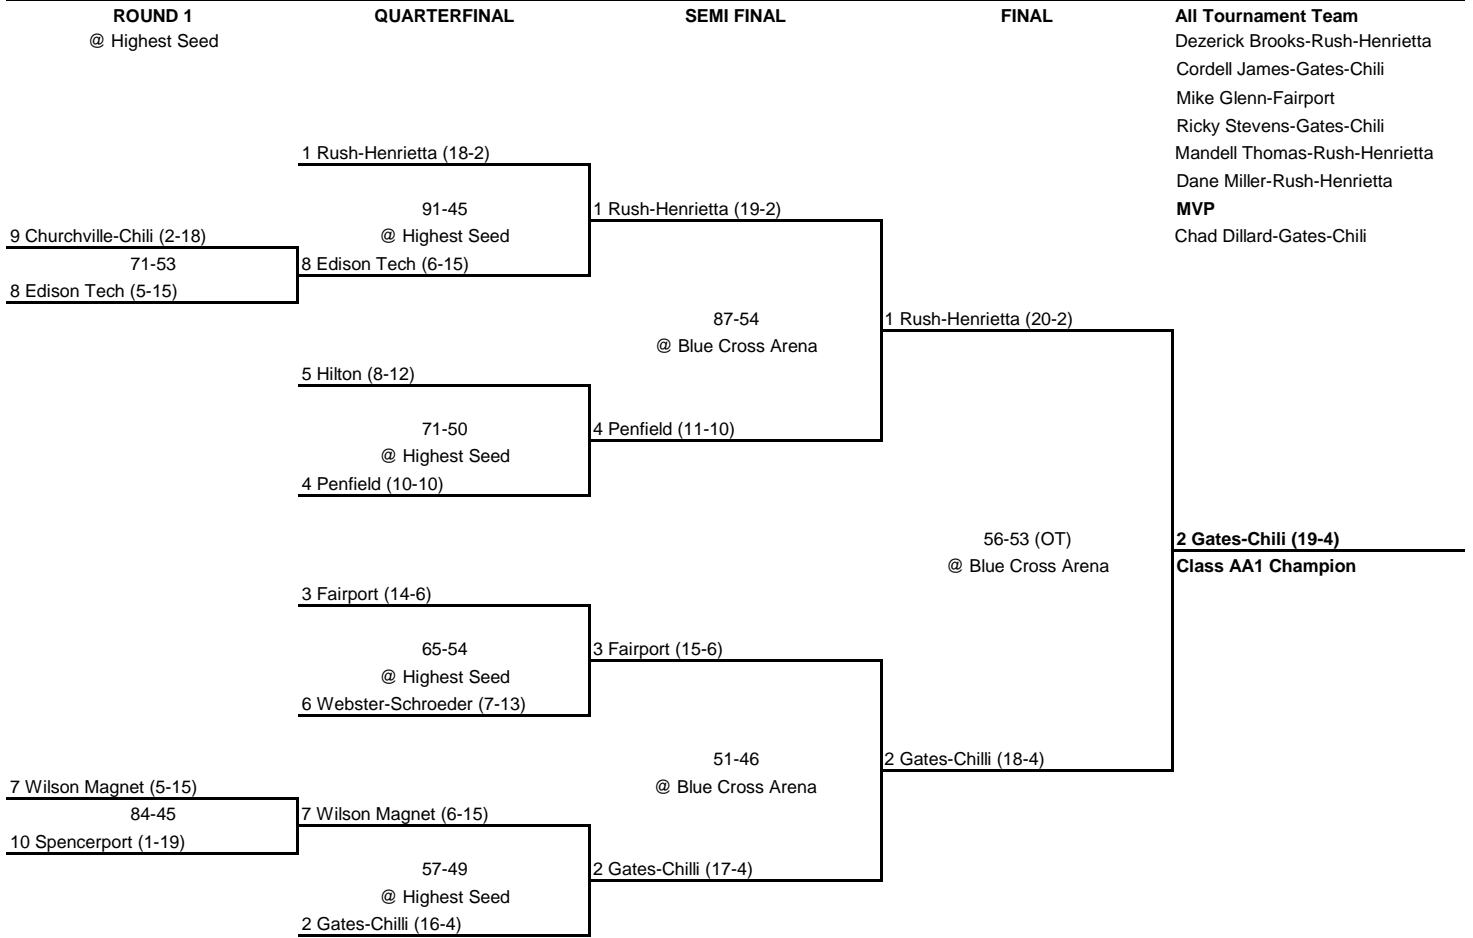 ROUND 1
@ Highest Seed
9 Churchville-Chili (2-18)
71-53
8 Edison Tech (5-15)
7 Wilson Magnet (5-15)
84-45
10 Spencerport (1-19)
QUARTERFINAL
1 Rush-Henrietta (18-2)
91-45
@ Highest Seed
8 Edison Tech (6-15)
5 Hilton (8-12)
71-50
@ Highest Seed
4 Penfield (10-10)
3 Fairport (14-6)
65-54
@ Highest Seed
6 Webster-Schroeder (7-13)
7 Wilson Magnet (6-15)
57-49
@ Highest Seed
2 Gates-Chilli (16-4)
SEMI FINAL
1 Rush-Henrietta (19-2)
87-54
@ Blue Cross Arena
4 Penfield (11-10)
3 Fairport (15-6)
51-46
@ Blue Cross Arena
2 Gates-Chilli (17-4)
FINAL
1 Rush-Henrietta (20-2)
56-53 (OT)
@ Blue Cross Arena
2 Gates-Chilli (18-4)
All Tournament Team
Dezerick Brooks-Rush-Henrietta
Cordell James-Gates-Chili
Mike Glenn-Fairport
Ricky Stevens-Gates-Chili
Mandell Thomas-Rush-Henrietta
Dane Miller-Rush-Henrietta
MVP
Chad Dillard-Gates-Chili
2 Gates-Chili (19-4)
Class AA1 Champion